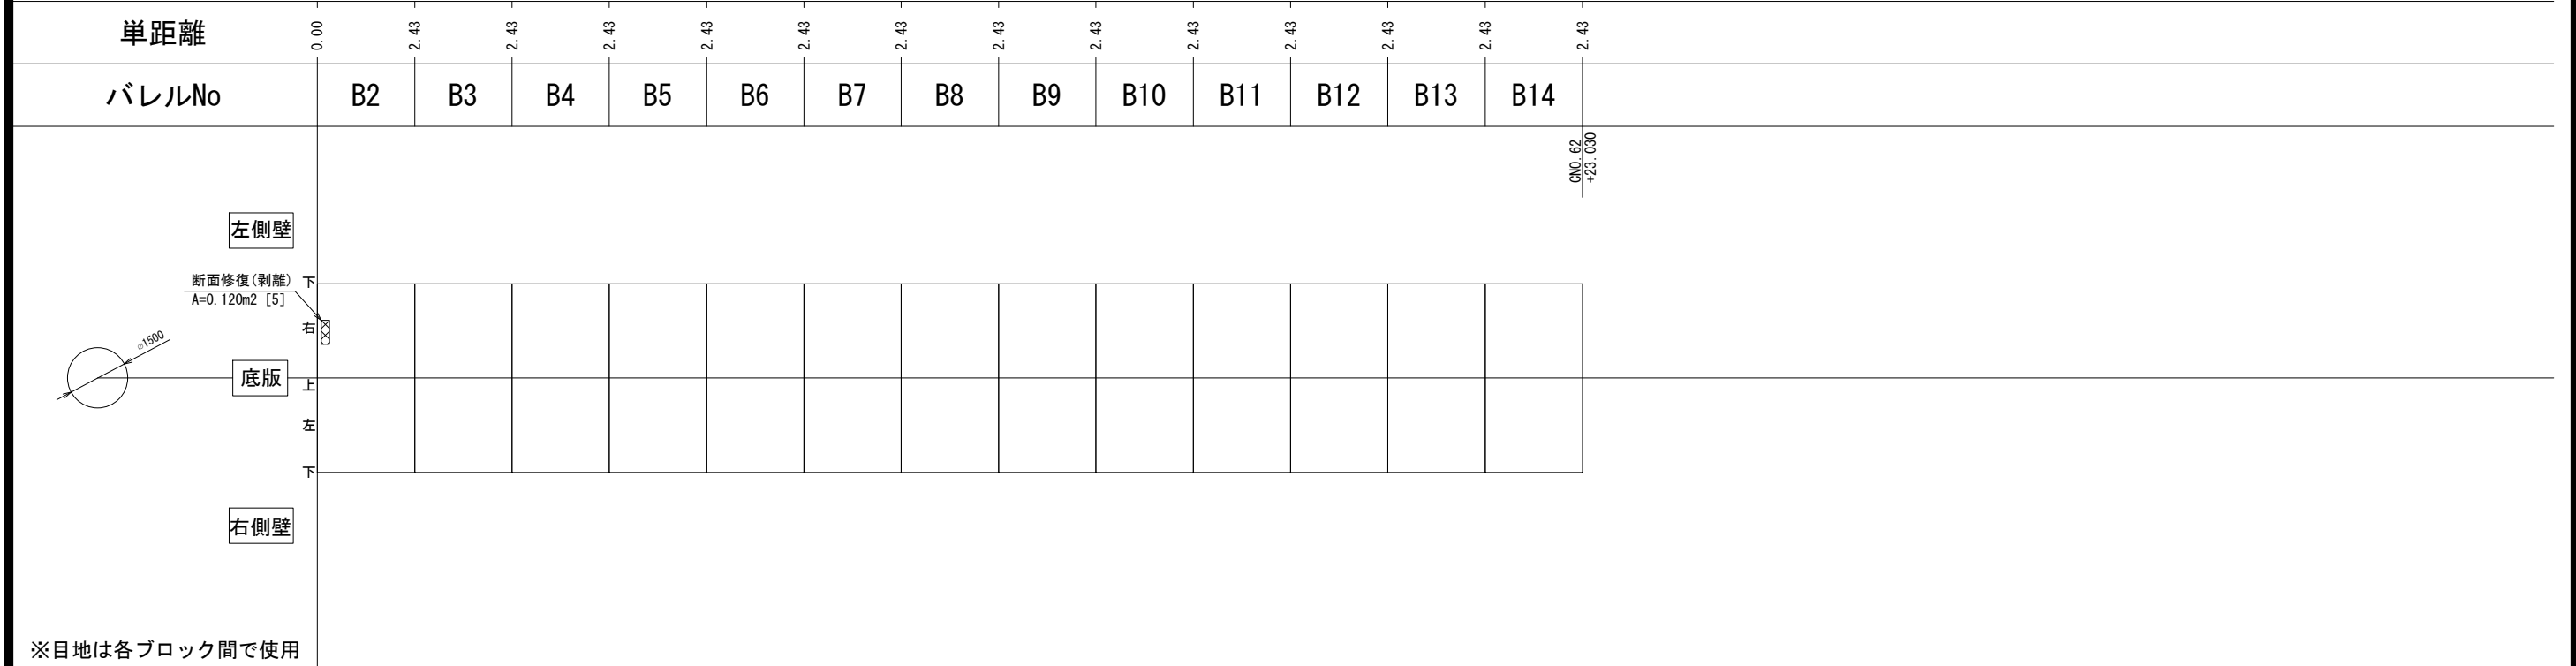 単距離 0.00 2.43 2.43 2.43 2.43 2.43 2.43 2.43 2.43 2.43 2.43 2.43 2.43 2.43
バレルNo B2 B3 B4 B5 B6 B7 B8 B9 B10 B11 B12 B13 B14
CNO.62
+23.030
左側壁
断面修復(剥離) 下
A=0.120m2 [5]
右
ø1500
底版
上
左
下
右側壁
※目地は各ブロック間で使用